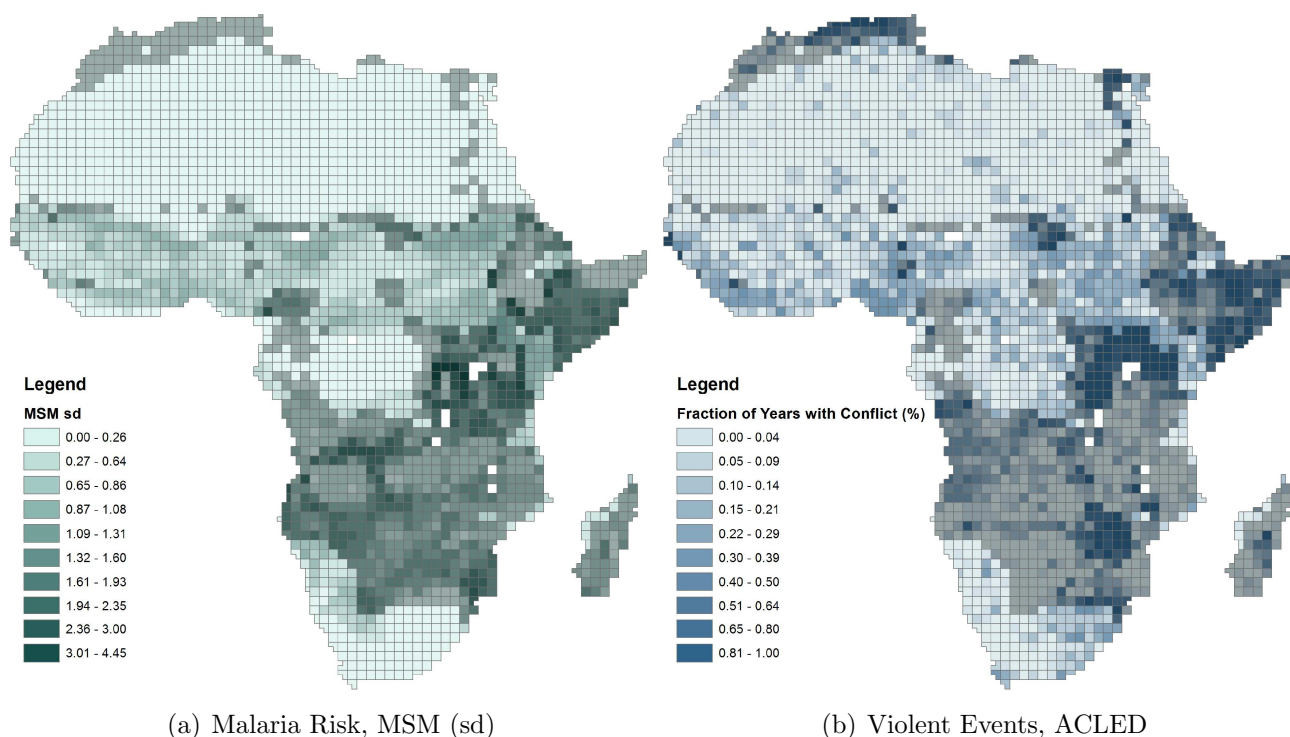 Legend
MSM sd
0.00 - 0.26
0.27 - 0.64
0.65 - 0.86
0.87 - 1.08
1.09 - 1.31
1.32 - 1.60
1.61 - 1.93
1.94 - 2.35
2.36 - 3.00
3.01 - 4.45
(a) Malaria Risk, MSM (sd)
Legend
Fraction of Years with Conflict (%)
0.00 - 0.04
0.05 - 0.09
0.10 - 0.14
0.15 - 0.21
0.22 - 0.29
0.30 - 0.39
0.40 - 0.50
0.51 - 0.64
0.65 - 0.80
0.81 - 1.00
(b) Violent Events, ACLED